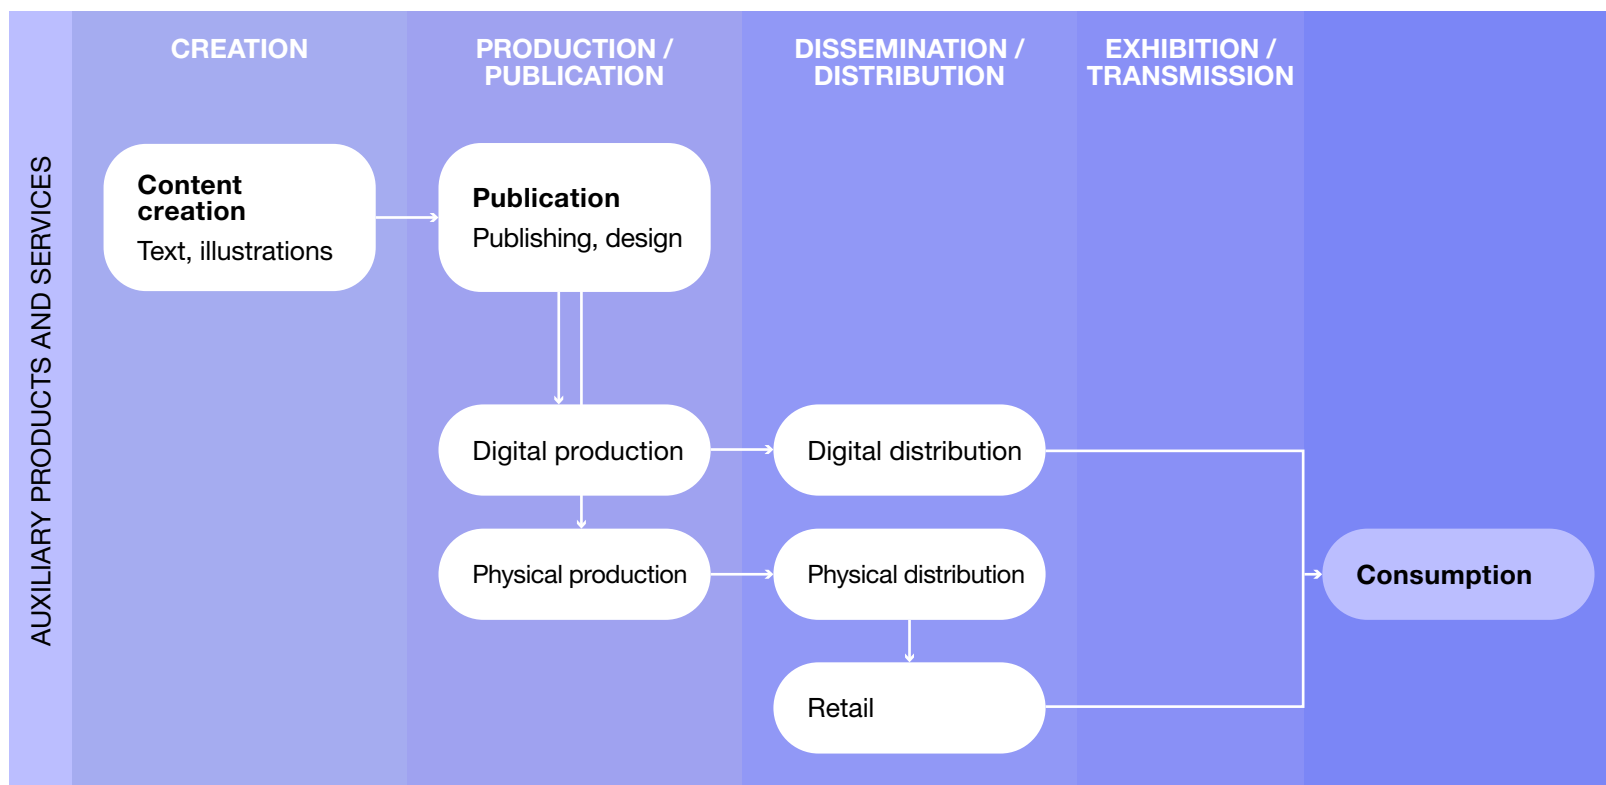 AUXILIARY PRODUCTS AND SERVICES
CREATION
PRODUCTION /
PUBLICATION
DISSEMINATION /
DISTRIBUTION
EXHIBITION /
TRANSMISSION
Content
creation
Text, illustrations
Publication
Publishing, design
Digital production
Digital distribution
Physical production
Physical distribution
Consumption
Retail